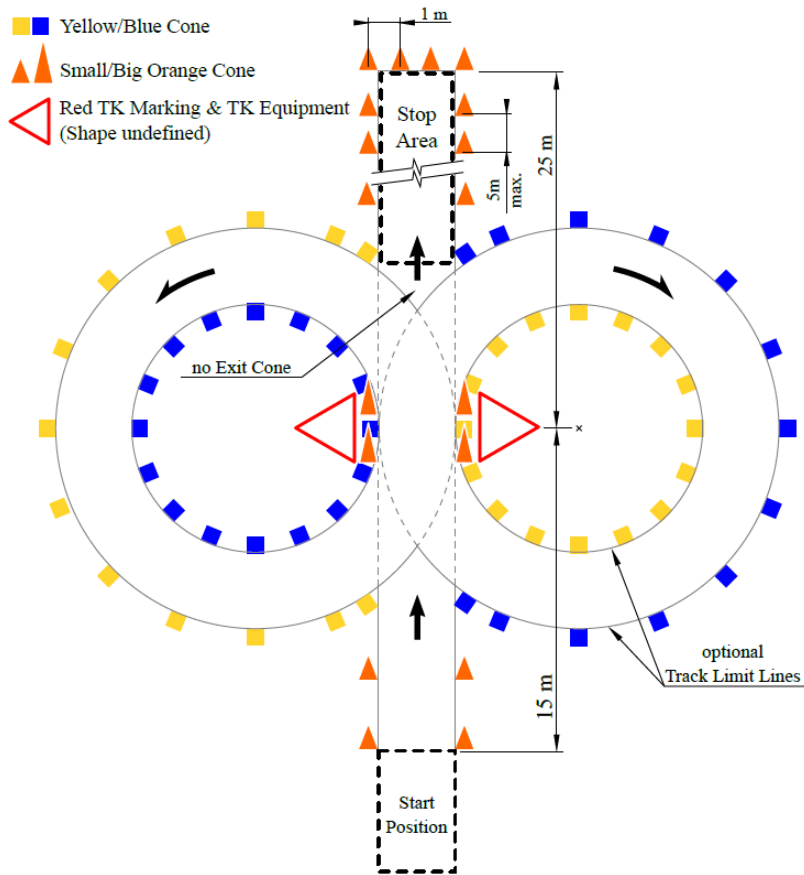 Yellow/Blue Cone
Small/Big Orange Cone
Red TK Marking & TK Equipment
(Shape undefined)
1 m
Stop
Area
5m
max.
25 m
no Exit Cone
15 m
optional
Track Limit Lines
Start
Position